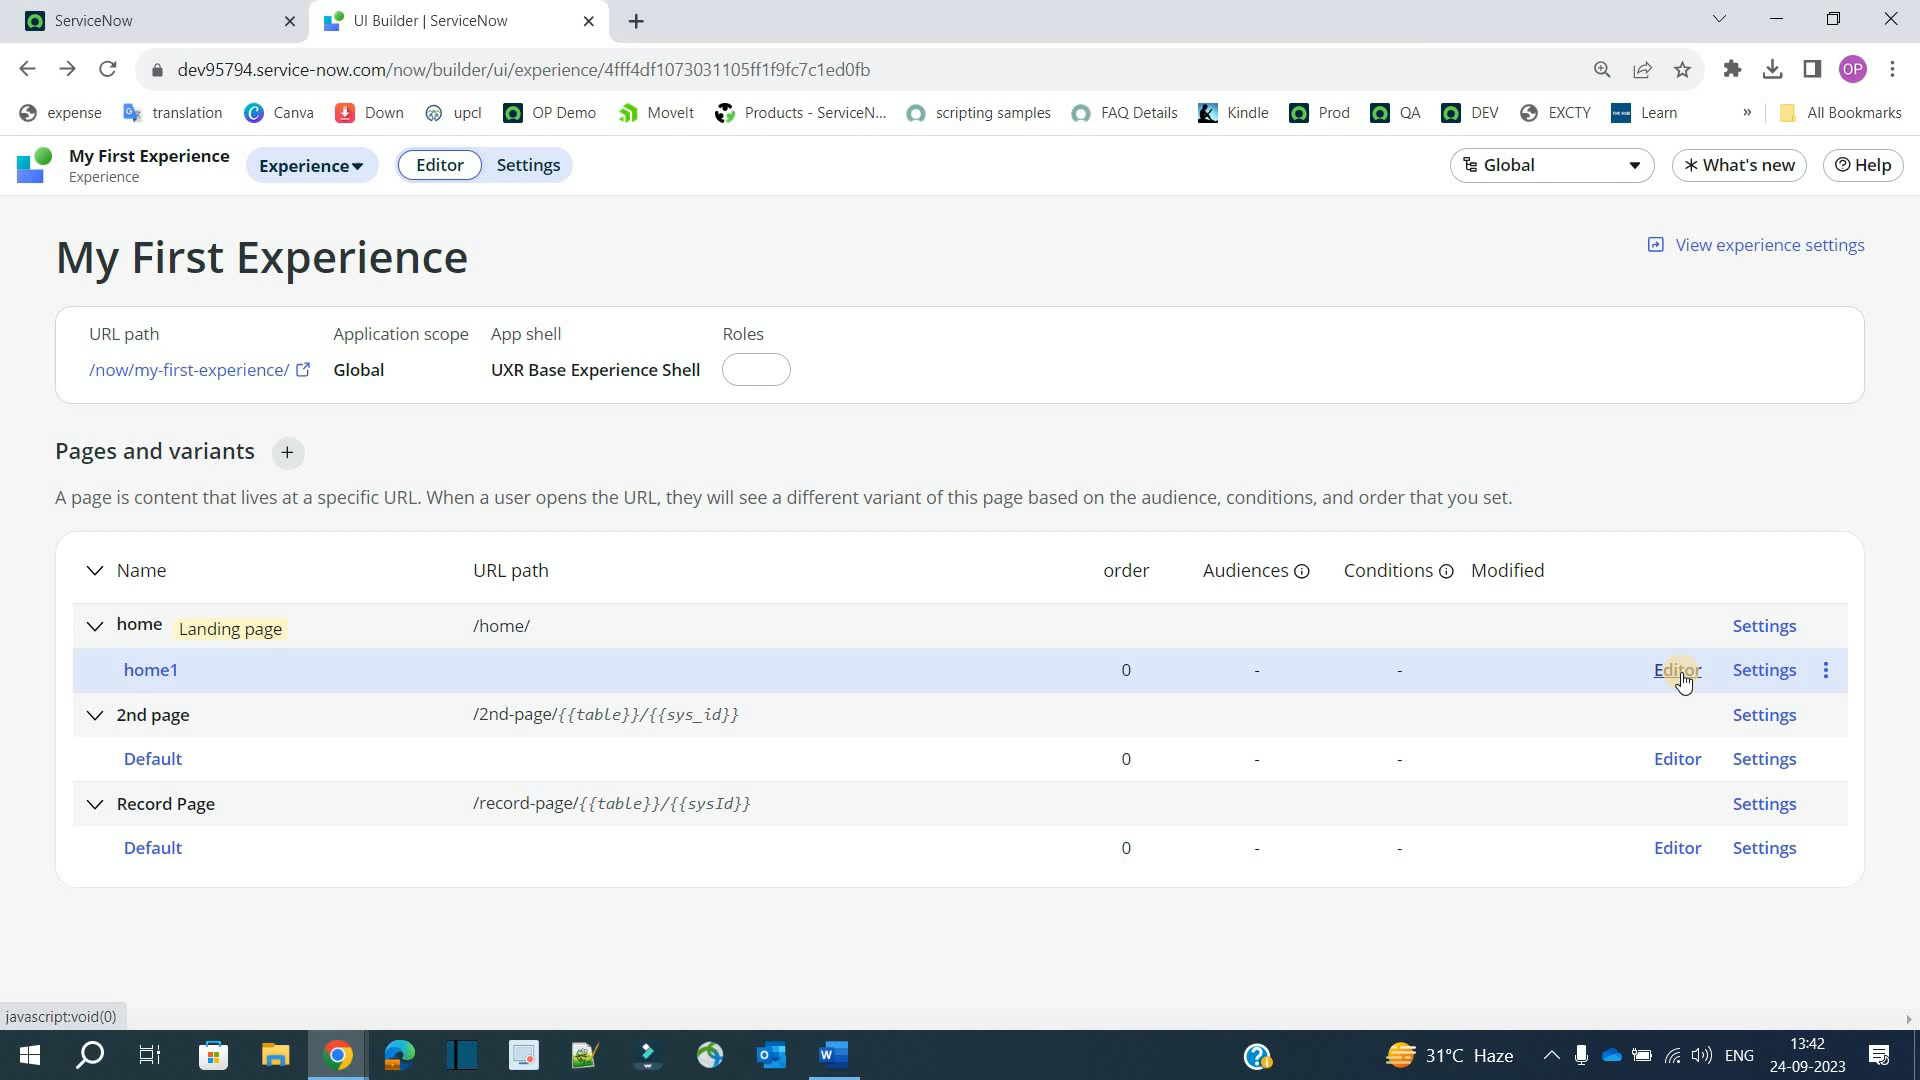 ServiceNow
UI Builder | ServiceNow
dev95794.service-now.com/now/builder/ui/experience/4fff4df1073031105ff1f9fc7c1ed0fb
OP
expense translation Canva Down upcl OP Demo MoveIt Products - ServiceN... scripting samples FAQ Details Kindle Prod QA DEV EXCTY Learn » All Bookmarks
My First Experience
Experience
Experience Editor Settings
Global What's new Help
My First Experience
View experience settings
URL path Application scope App shell Roles
/now/my-first-experience/ Global UXR Base Experience Shell
Pages and variants +
A page is content that lives at a specific URL. When a user opens the URL, they will see a different variant of this page based on the audience, conditions, and order that you set.
Name URL path order Audiences Conditions Modified
home Landing page /home/ Settings
home1 0 - - Editor Settings
2nd page /2nd-page/{{table}}/{{sys_id}} Settings
Default 0 - - Editor Settings
Record Page /record-page/{{table}}/{{sysId}} Settings
Default 0 - - Editor Settings
javascript:void(0)
31°C Haze
ENG
13:42
24-09-2023